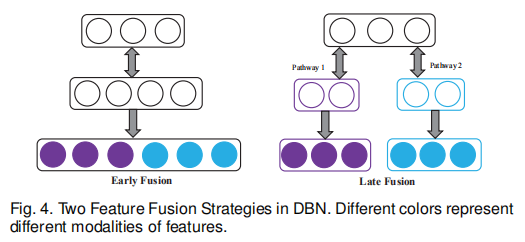 Pathway 1
Pathway 2
Early Fusion
Late Fusion
Fig. 4. Two Feature Fusion Strategies in DBN. Different colors represent
different modalities of features.